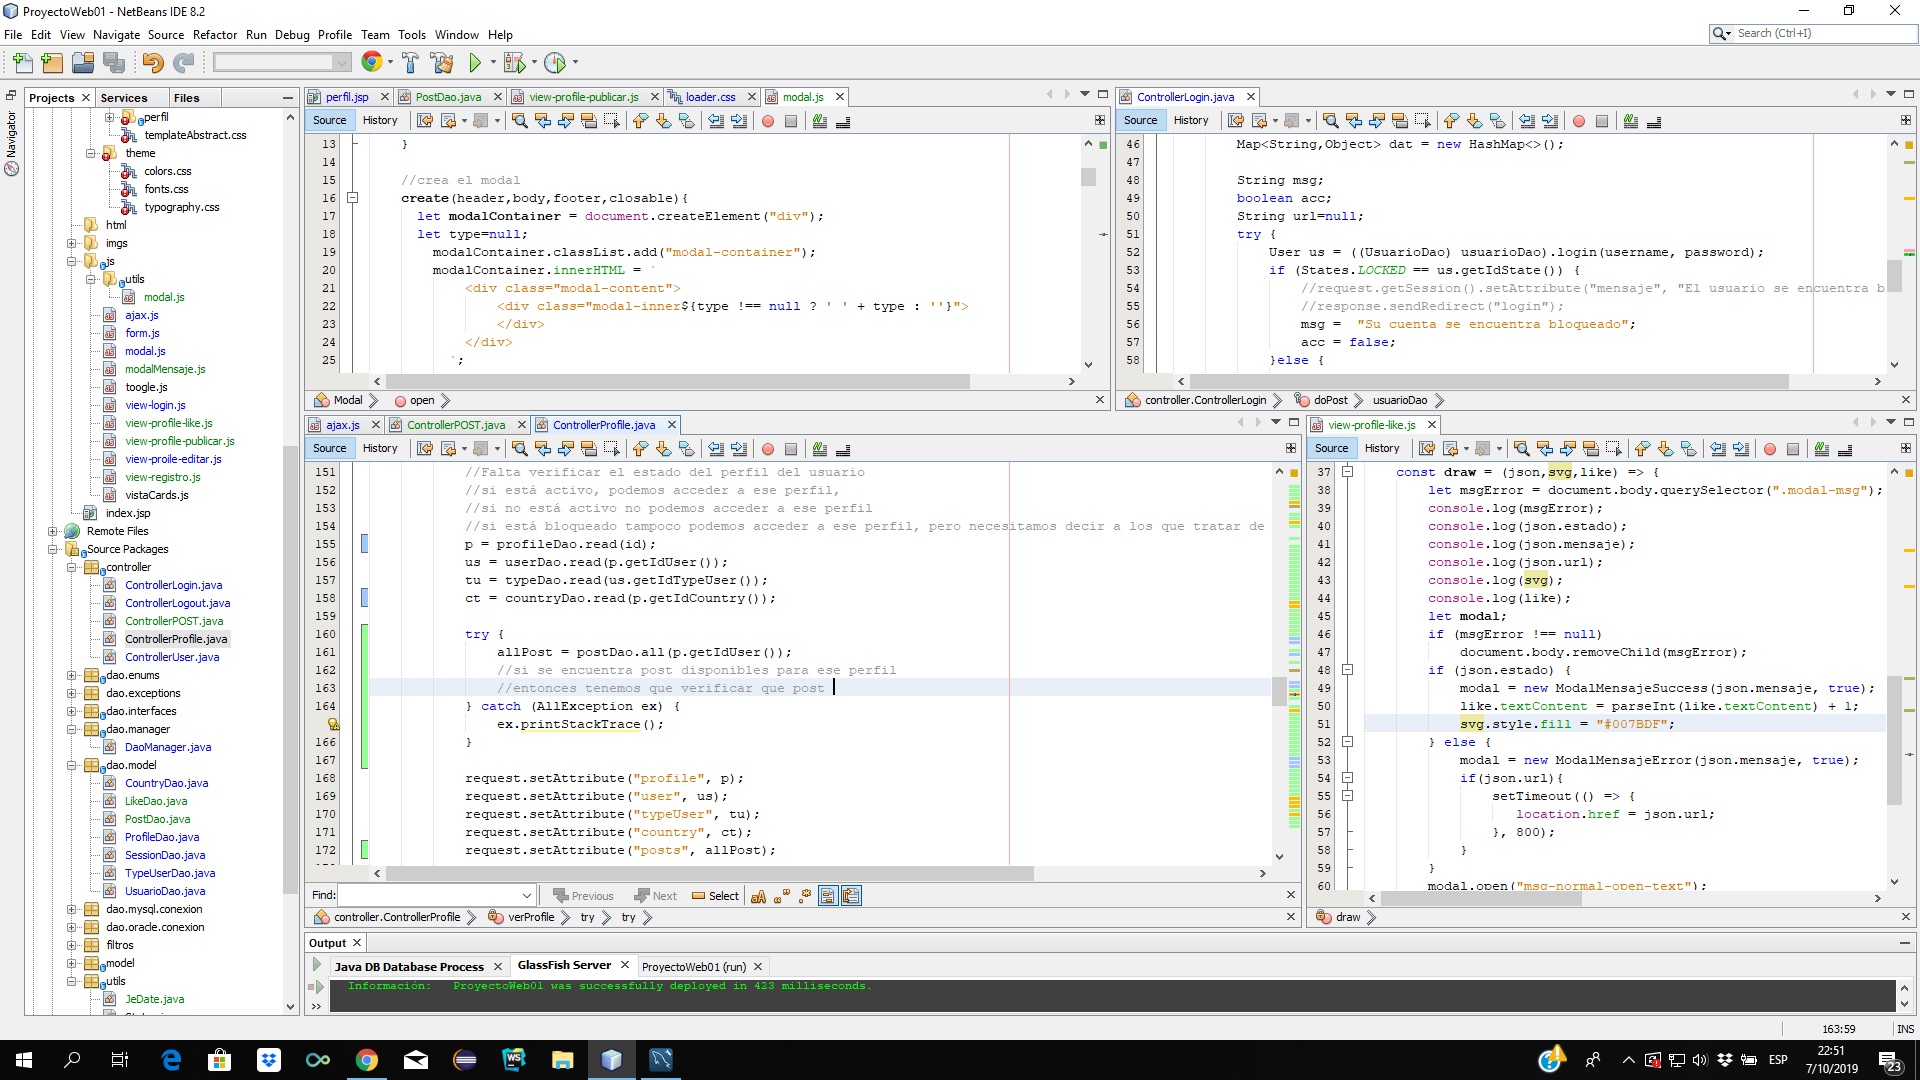 ProyectoWeb01 - NetBeans IDE 8.2
File Edit View Navigate Source Refactor Run Debug Profile Team Tools Window Help
Search (Ctrl+I)
Navigator
Projects Services Files
perfil
templateAbstract.css
theme
colors.css
fonts.css
typography.css
html
imgs
js
utils
modal.js
ajax.js
form.js
modal.js
modalMensaje.js
toogle.js
view-login.js
view-profile-like.js
view-profile-publicar.js
view-proile-editar.js
view-registro.js
vistaCards.js
index.jsp
Remote Files
Source Packages
controller
ControllerLogin.java
ControllerLogout.java
ControllerPOST.java
ControllerProfile.java
ControllerUser.java
dao.enums
dao.exceptions
dao.interfaces
dao.manager
DaoManager.java
dao.model
CountryDao.java
LikeDao.java
PostDao.java
ProfileDao.java
SessionDao.java
TypeUserDao.java
UsuarioDao.java
dao.mysql.conexion
dao.oracle.conexion
filtros
model
utils
JeDate.java
perfil.jsp PostDao.java view-profile-publicar.js loader.css modal.js
Source History
13 }
14
15 //crea el modal
16 create(header,body,footer,closable){
17 let modalContainer = document.createElement("div");
18 let type=null;
19 modalContainer.classList.add("modal-container");
20 modalContainer.innerHTML = `
21 <div class="modal-content">
22 <div class="modal-inner${type !== null ? ' ' + type : ''}">
23 </div>
24 </div>
25 `;
Modal open
ControllerLogin.java
Source History
46 Map<String,Object> dat = new HashMap<>();
47
48 String msg;
49 boolean acc;
50 String url=null;
51 try {
52 User us = ((UsuarioDao) usuarioDao).login(username, password);
53 if (States.LOCKED == us.getIdState()) {
54 //request.getSession().setAttribute("mensaje", "El usuario se encuentra b
55 //response.sendRedirect("login");
56 msg =  "Su cuenta se encuentra bloqueado";
57 acc = false;
58 }else {
controller.ControllerLogin doPost usuarioDao
ajax.js ControllerPOST.java ControllerProfile.java
Source History
151 //Falta verificar el estado del perfil del usuario
152 //si está activo, podemos acceder a ese perfil,
153 //si no está activo no podemos acceder a ese perfil
154 //si está bloqueado tampoco podemos acceder a ese perfil, pero necesitamos decir a los que tratar de
155 p = profileDao.read(id);
156 us = userDao.read(p.getIdUser());
157 tu = typeDao.read(us.getIdTypeUser());
158 ct = countryDao.read(p.getIdCountry());
159
160 try {
161 allPost = postDao.all(p.getIdUser());
162 //si se encuentra post disponibles para ese perfil
163 //entonces tenemos que verificar que post
164 } catch (AllException ex) {
ex.printStackTrace();
166 }
167
168 request.setAttribute("profile", p);
169 request.setAttribute("user", us);
170 request.setAttribute("typeUser", tu);
171 request.setAttribute("country", ct);
172 request.setAttribute("posts", allPost);
Find: Previous Next Select
controller.ControllerProfile verProfile try try
view-profile-like.js
Source History
37 const draw = (json,svg,like) => {
38 let msgError = document.body.querySelector(".modal-msg");
39 console.log(msgError);
40 console.log(json.estado);
41 console.log(json.mensaje);
42 console.log(json.url);
43 console.log(svg);
44 console.log(like);
45 let modal;
46 if (msgError !== null)
47 document.body.removeChild(msgError);
48 if (json.estado) {
49 modal = new ModalMensajeSuccess(json.mensaje, true);
50 like.textContent = parseInt(like.textContent) + 1;
51 svg.style.fill = "#007BDF";
52 } else {
53 modal = new ModalMensajeError(json.mensaje, true);
54 if(json.url){
55 setTimeout(() => {
56 location.href = json.url;
57 }, 800);
58 }
59 }
60 modal.open("msg-normal-open-text");
draw
Output
Java DB Database Process GlassFish Server ProyectoWeb01 (run)
Información: ProyectoWeb01 was successfully deployed in 423 milliseconds.
163:59 INS
ESP
22:51
7/10/2019
23